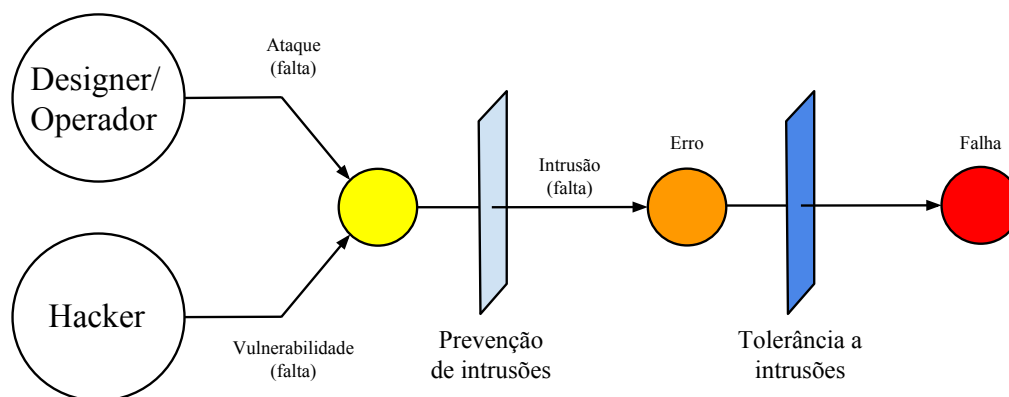 Designer/
Operador
Ataque
(falta)
Hacker
Vulnerabilidade
(falta)
Prevenção
de intrusões
Intrusão
(falta)
Erro
Tolerância a
intrusões
Falha